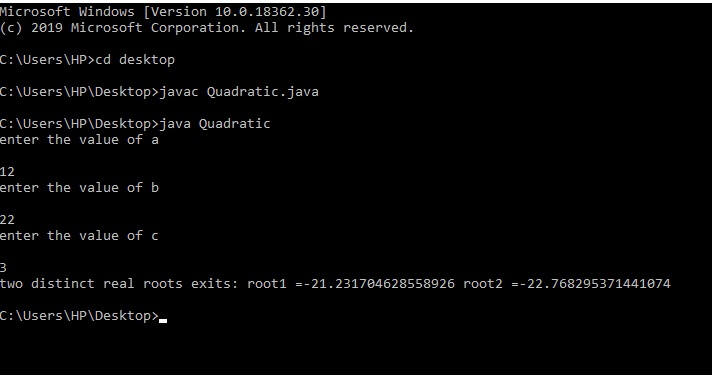 Microsoft Windows [Version 10.0.18362.30]
(c) 2019 Microsoft Corporation. All rights reserved.
C:\Users\HP>cd desktop
C:\Users\HP\Desktop>javac Quadratic.java
C:\Users\HP\Desktop>java Quadratic
enter the value of a
12
enter the value of b
22
enter the value of c
3
two distinct real roots exits: root1 =-21.231704628558926 root2 =-22.768295371441074
C:\Users\HP\Desktop>